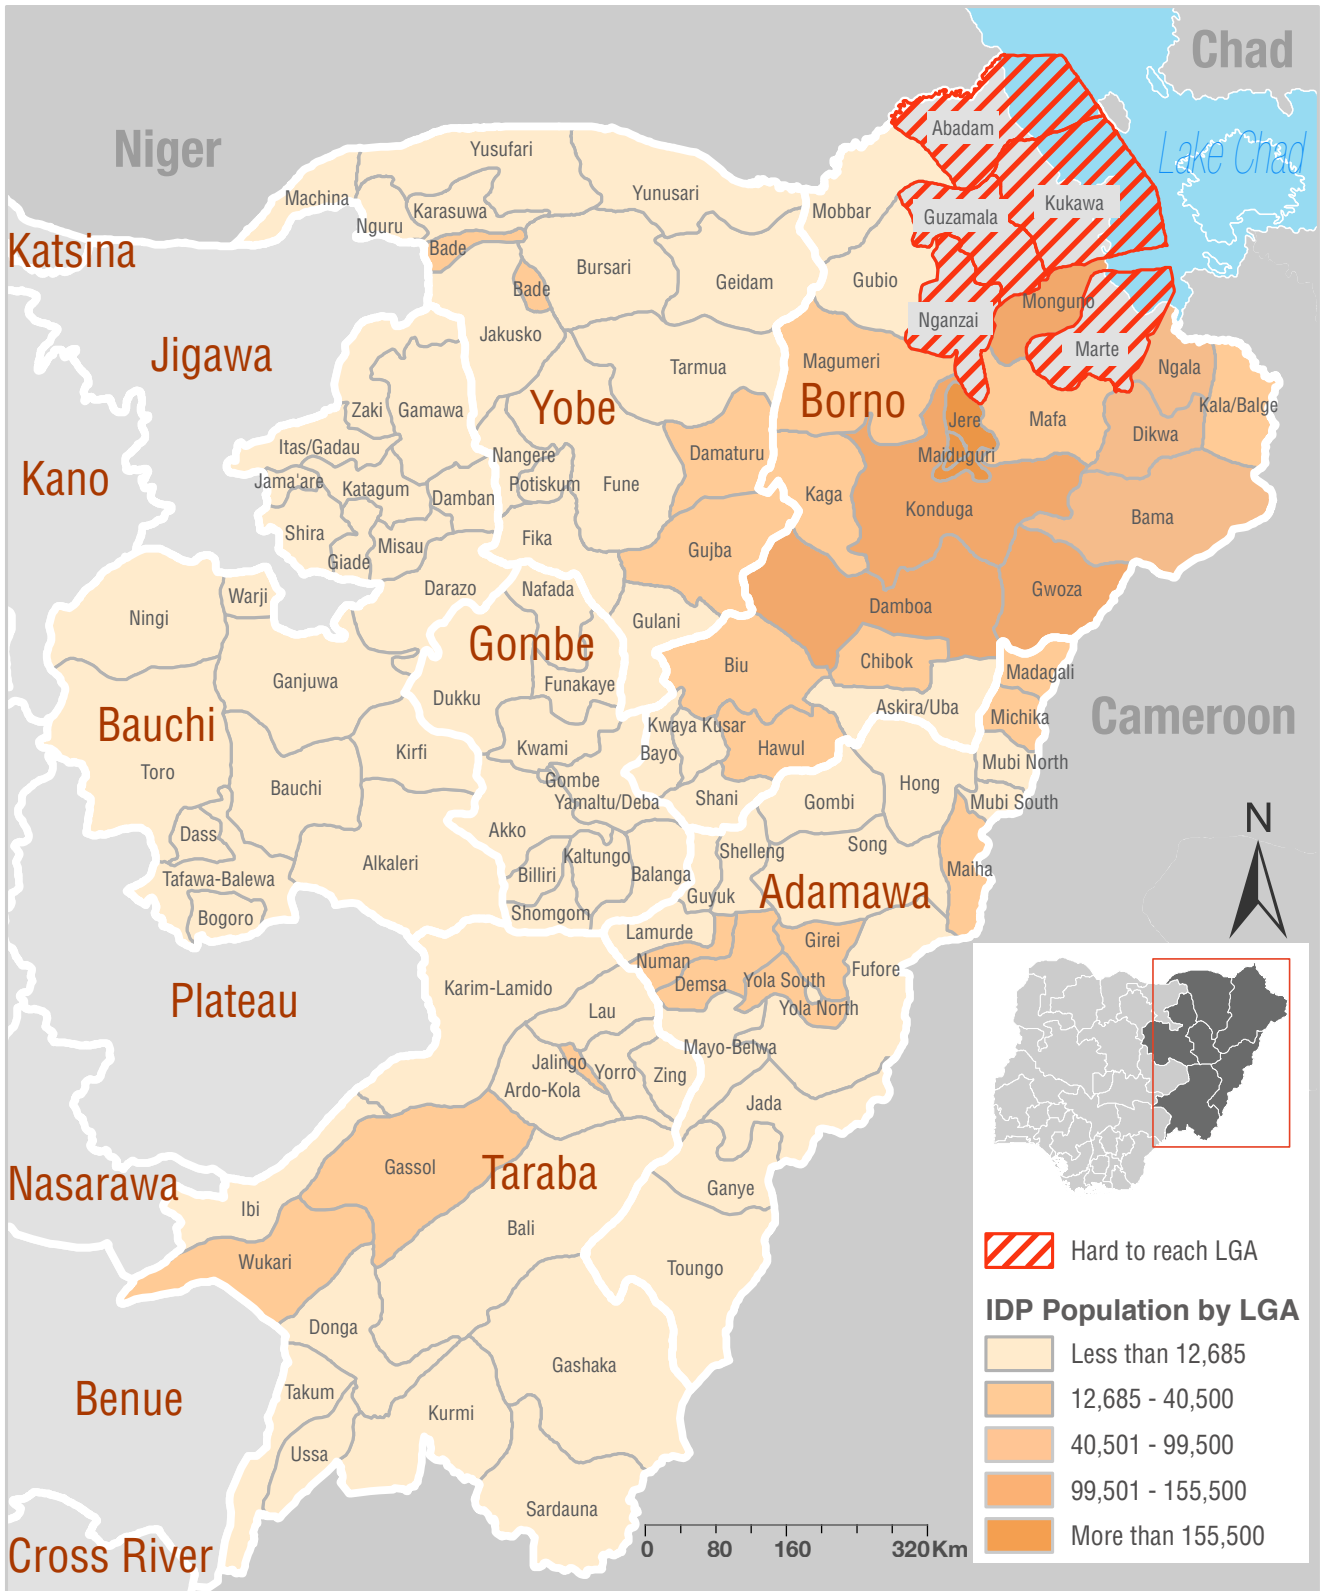 Chad
Niger
Lake Chad
Abadam
Yusufari
Machina
Yunusari
Karasuwa
Nguru
Mobbar
Guzamala
Kukawa
Katsina
Bade
Bursari
Geidam
Gubio
Bade
Monguno
Nganzai
Jakusko
Jigawa
Tarmua
Magumeri
Marte
Ngala
Zaki
Gamawa
Yobe
Borno
Jere
Mafa
Kala/Balge
Itas/Gadau
Dikwa
Nangere
Damaturu
Maiduguri
Kano
Jama'are
Katagum
Damban
Potiskum
Fune
Kaga
Konduga
Bama
Shira
Misau
Fika
Giade
Gujba
Darazo
Nafada
Warji
Ningi
Gwoza
Damboa
Gulani
Gombe
Biu
Chibok
Madagali
Ganjuwa
Funakaye
Dukku
Askira/Uba
Michika
Cameroon
Bauchi
Kwaya Kusar
Kirfi
Kwami
Bayo
Hawul
Mubi North
Toro
Gombe
Hong
Bauchi
Yamaltu/Deba
Shani
Gombi
Mubi South
N
Dass
Akko
Song
Shelleng
Kaltungo
Alkaleri
Billiri
Balanga
Maiha
Tafawa-Balewa
Guyuk
Adamawa
Bogoro
Shomgom
Lamurde
Girei
Numan
Fufore
Karim-Lamido
Demsa
Yola South
Plateau
Lau
Yola North
Mayo-Belwa
Jalingo
Yorro
Zing
Ardo-Kola
Jada
Gassol
Taraba
Nasarawa
Ganye
Ibi
Bali
Wukari
Toungo
Donga
Gashaka
Benue
Takum
Kurmi
Ussa
Sardauna
Cross River
0 80 160 320 Km
Hard to reach LGA
IDP Population by LGA
Less than 12,685
12,685 - 40,500
40,501 - 99,500
99,501 - 155,500
More than 155,500